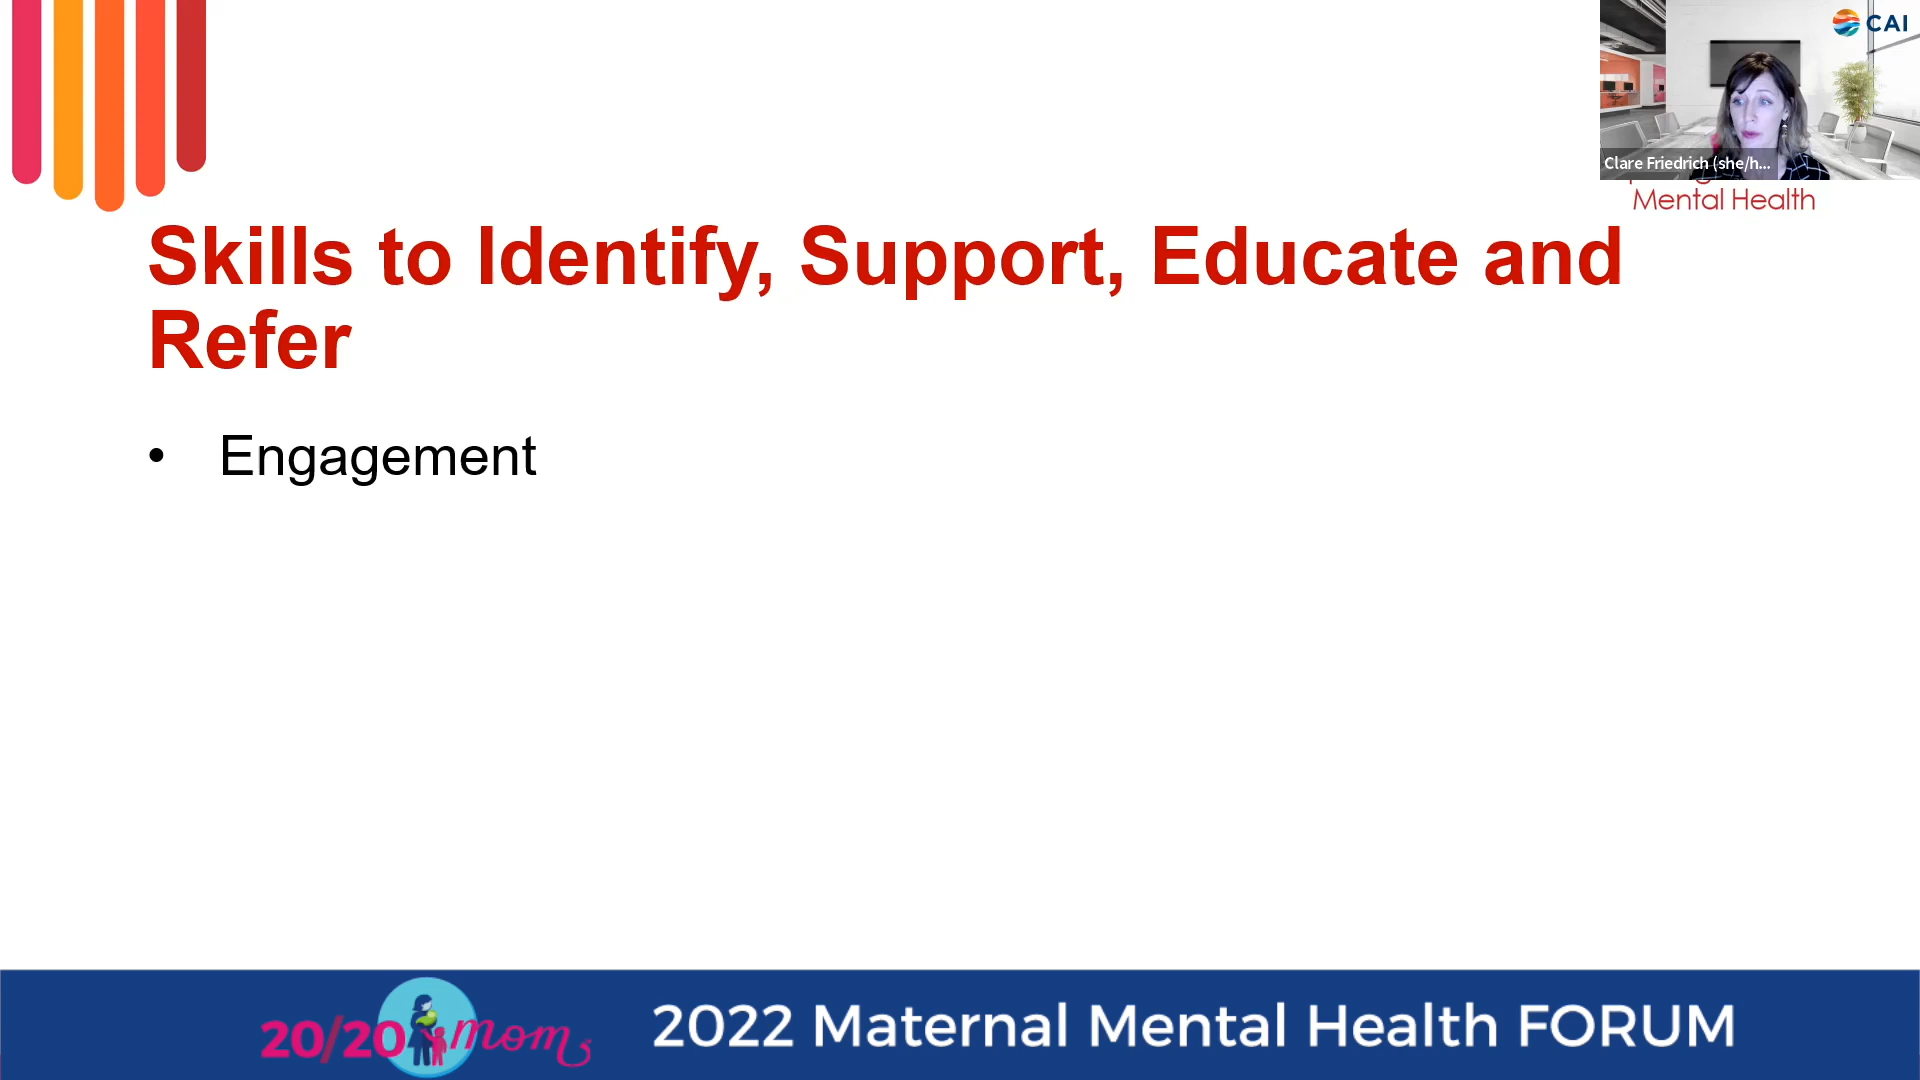 CAI
Clare Friedrich (she/h...
Mental Health
Skills to Identify, Support, Educate and
Refer
• Engagement
20/20 mom
2022 Maternal Mental Health FORUM